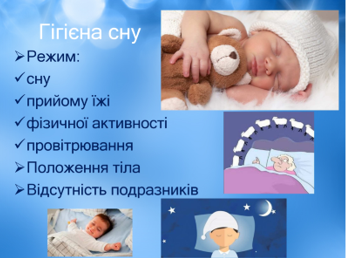 Гігієна сну
Режим:
сну
прийому їжі
фізичної активності
провітрювання
Положення тіла
Відсутність подразників